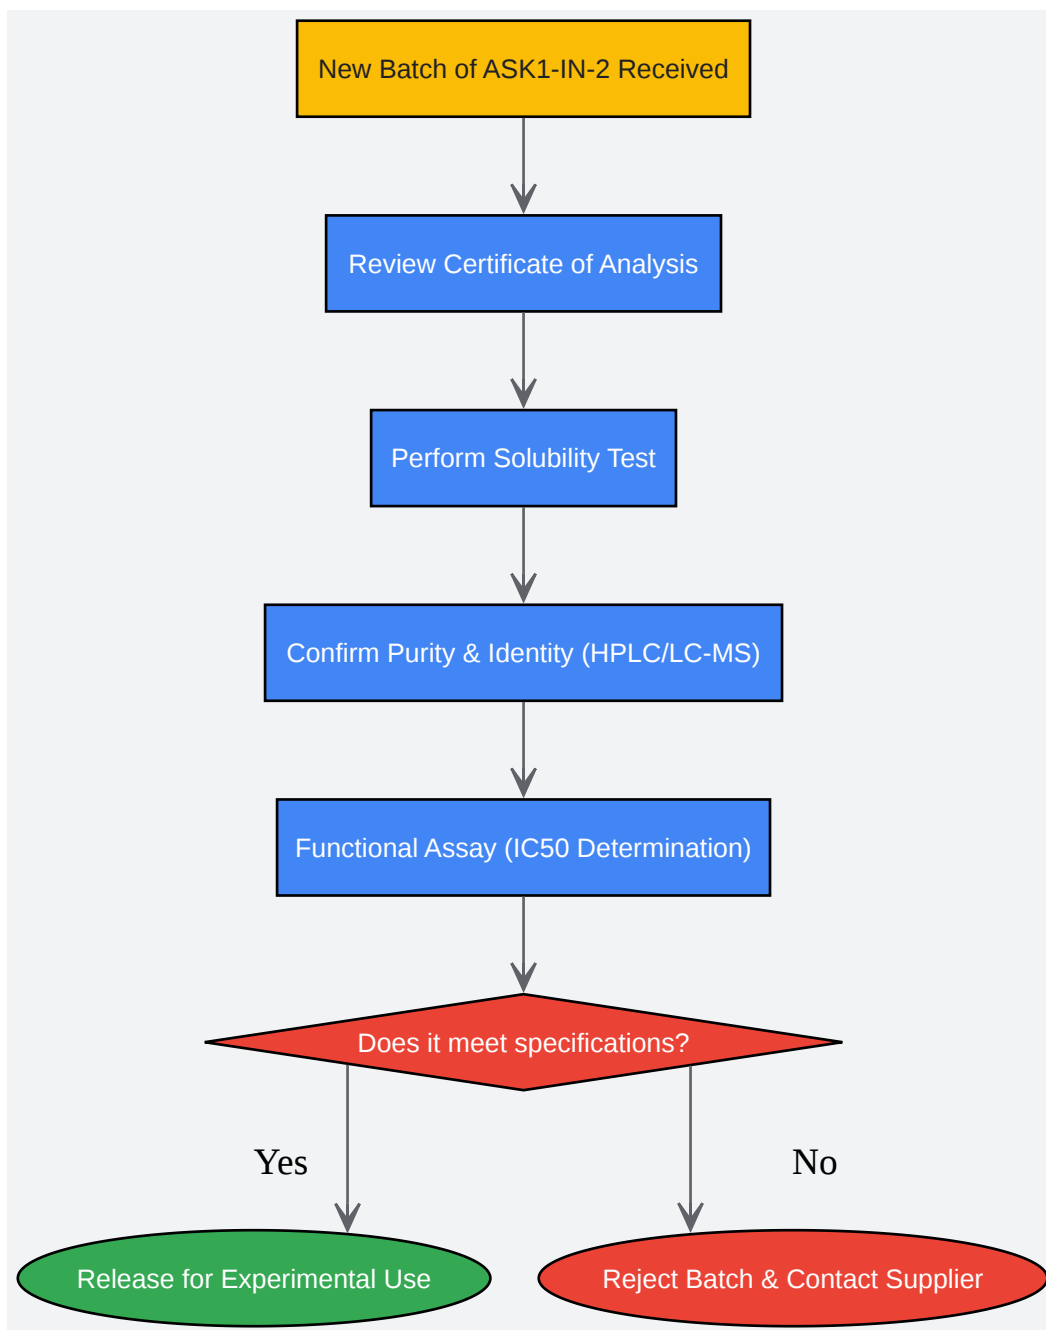 New Batch of ASK1-IN-2 Received
Review Certificate of Analysis
Perform Solubility Test
Confirm Purity & Identity (HPLC/LC-MS)
Functional Assay (IC50 Determination)
Does it meet specifications?
Yes
No
Release for Experimental Use
Reject Batch & Contact Supplier